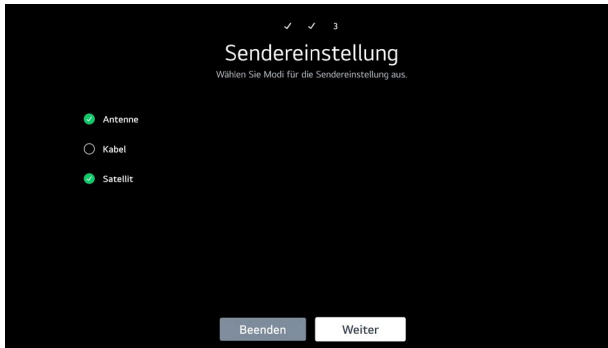 3
Sendereinstellung
Wählen Sie Modi für die Sendereinstellung aus.
Antenne
Kabel
Satellit
Beenden Weiter